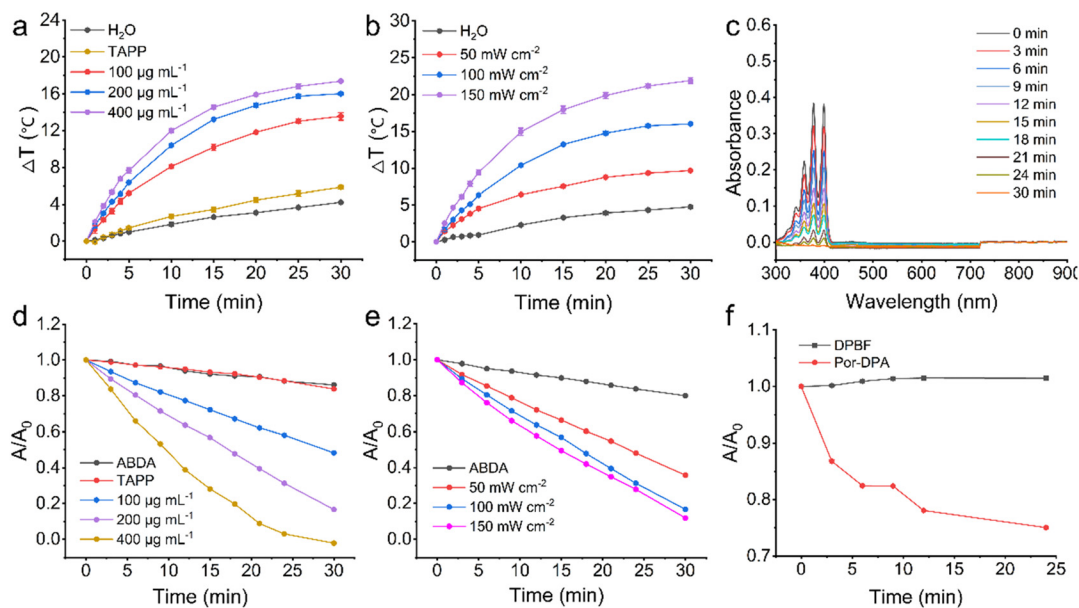 a
24
20
16
12
8
4
0
ΔT (℃)
H₂O
TAPP
100 μg mL⁻¹
200 μg mL⁻¹
400 μg mL⁻¹
0 5 10 15 20 25 30
Time (min)
b
30
25
20
15
10
5
0
ΔT (℃)
H₂O
50 mW cm⁻²
100 mW cm⁻²
150 mW cm⁻²
0 5 10 15 20 25 30
Time (min)
c
0.6
0.5
0.4
0.3
0.2
0.1
0.0
Absorbance
0 min
3 min
6 min
9 min
12 min
15 min
18 min
21 min
24 min
30 min
300 400 500 600 700 800 900
Wavelength (nm)
d
1.2
1.0
0.8
0.6
0.4
0.2
0.0
A/A₀
ABDA
TAPP
100 μg mL⁻¹
200 μg mL⁻¹
400 μg mL⁻¹
0 5 10 15 20 25 30
Time (min)
e
1.2
1.0
0.8
0.6
0.4
0.2
0.0
A/A₀
ABDA
50 mW cm⁻²
100 mW cm⁻²
150 mW cm⁻²
0 5 10 15 20 25 30
Time (min)
f
1.1
1.0
0.9
0.8
0.7
A/A₀
DPBF
Por-DPA
0 5 10 15 20 25
Time (min)